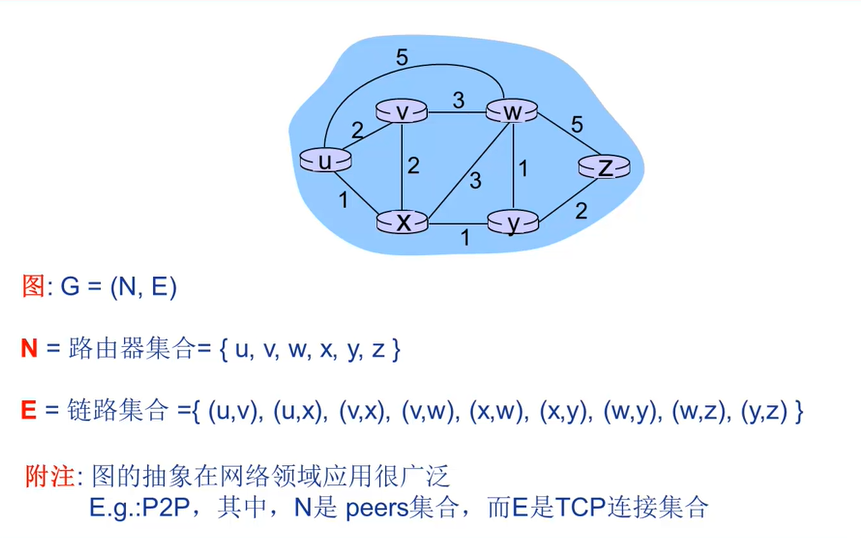 5
v
3
w
2
5
u
2
3
1
z
1
x
y
2
1
图: G = (N, E)
N = 路由器集合= { u, v, w, x, y, z }
E = 链路集合 ={ (u,v), (u,x), (v,x), (v,w), (x,w), (x,y), (w,y), (w,z), (y,z) }
附注: 图的抽象在网络领域应用很广泛
E.g.:P2P，其中，N是 peers集合，而E是TCP连接集合